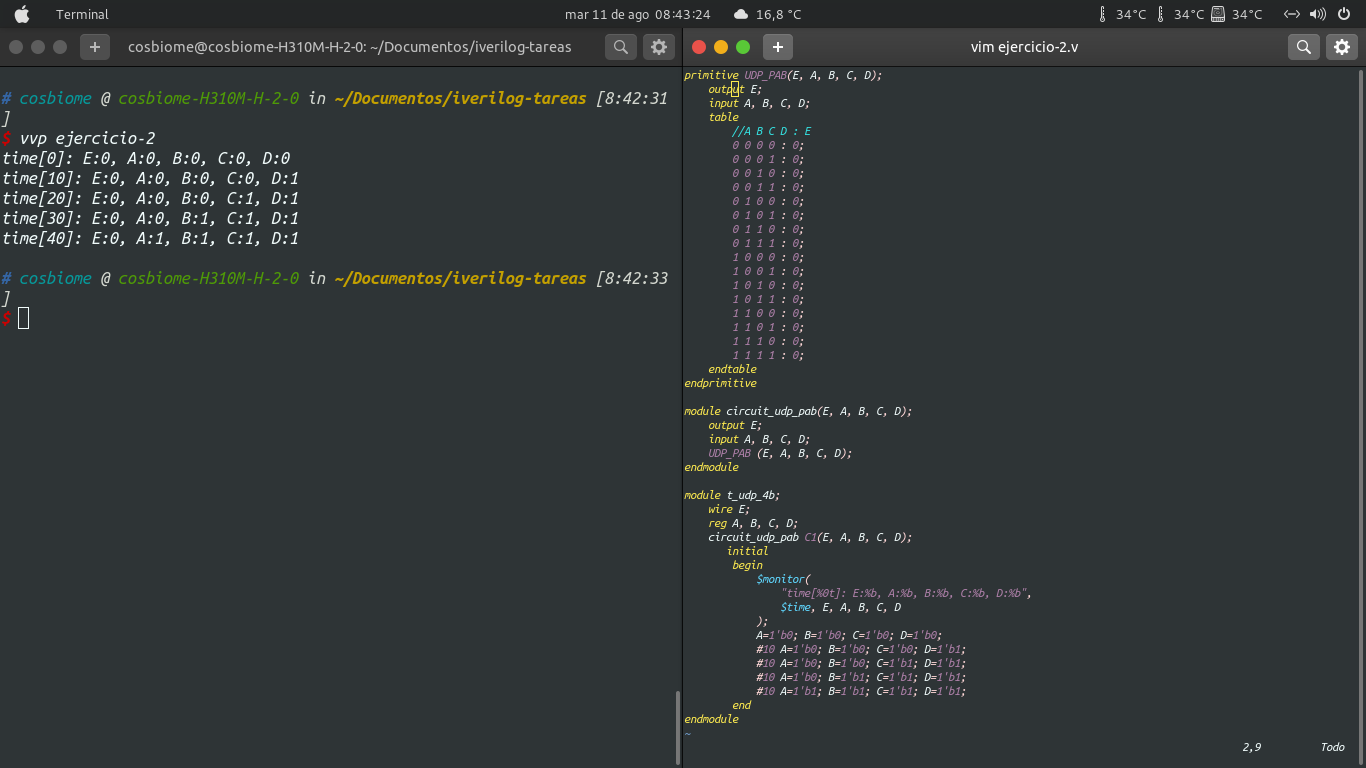 Terminal
mar 11 de ago 08:43:24
16,8 °C
34°C 34°C 34°C
cosbiome@cosbiome-H310M-H-2-0: ~/Documentos/iverilog-tareas
# cosbiome @ cosbiome-H310M-H-2-0 in ~/Documentos/iverilog-tareas [8:42:31
]
$ vvp ejercicio-2
time[0]: E:0, A:0, B:0, C:0, D:0
time[10]: E:0, A:0, B:0, C:0, D:1
time[20]: E:0, A:0, B:0, C:1, D:1
time[30]: E:0, A:0, B:1, C:1, D:1
time[40]: E:0, A:1, B:1, C:1, D:1
# cosbiome @ cosbiome-H310M-H-2-0 in ~/Documentos/iverilog-tareas [8:42:33
]
$
vim ejercicio-2.v
primitive UDP_PAB(E, A, B, C, D);
output E;
input A, B, C, D;
table
//A B C D : E
0 0 0 0 : 0;
0 0 0 1 : 0;
0 0 1 0 : 0;
0 0 1 1 : 0;
0 1 0 0 : 0;
0 1 0 1 : 0;
0 1 1 0 : 0;
0 1 1 1 : 0;
1 0 0 0 : 0;
1 0 0 1 : 0;
1 0 1 0 : 0;
1 0 1 1 : 0;
1 1 0 0 : 0;
1 1 0 1 : 0;
1 1 1 0 : 0;
1 1 1 1 : 0;
endtable
endprimitive
module circuit_udp_pab(E, A, B, C, D);
output E;
input A, B, C, D;
UDP_PAB (E, A, B, C, D);
endmodule
module t_udp_4b;
wire E;
reg A, B, C, D;
circuit_udp_pab C1(E, A, B, C, D);
initial
begin
$monitor(
"time[%0t]: E:%b, A:%b, B:%b, C:%b, D:%b",
$time, E, A, B, C, D
);
A=1'b0; B=1'b0; C=1'b0; D=1'b0;
#10 A=1'b0; B=1'b0; C=1'b0; D=1'b1;
#10 A=1'b0; B=1'b0; C=1'b1; D=1'b1;
#10 A=1'b0; B=1'b1; C=1'b1; D=1'b1;
#10 A=1'b1; B=1'b1; C=1'b1; D=1'b1;
end
endmodule
~
2,9 Todo